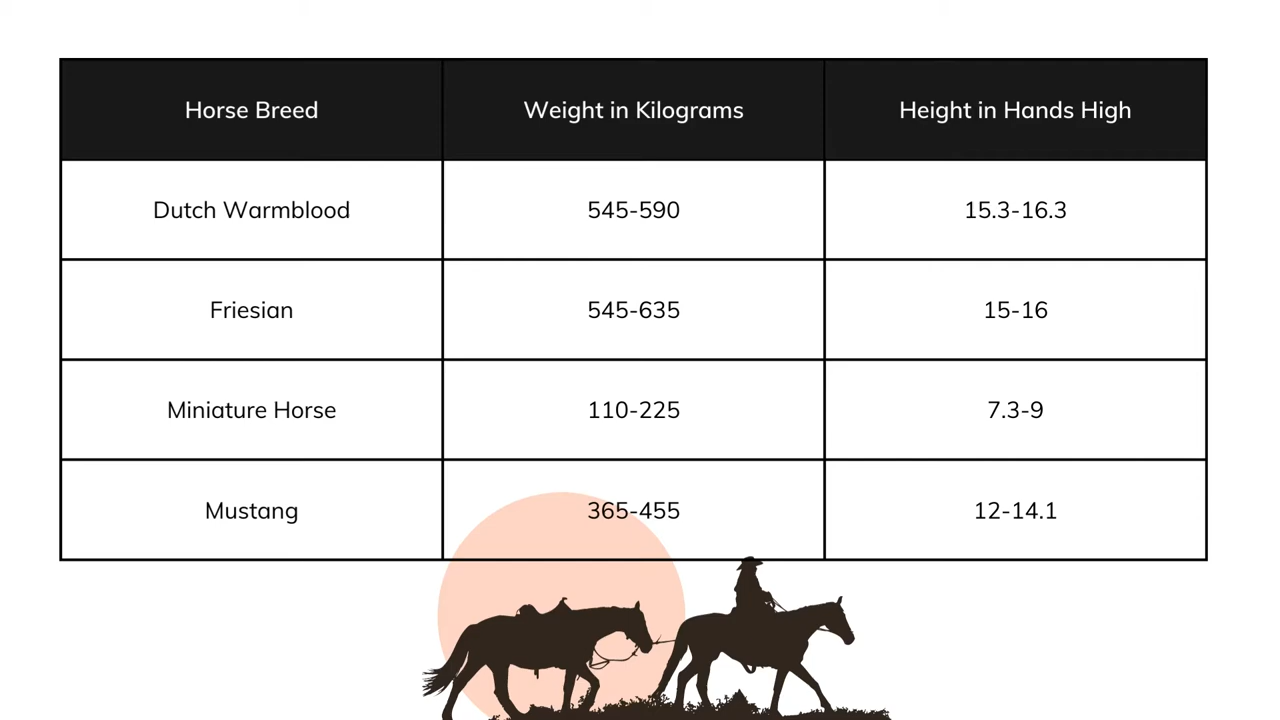 Horse Breed Weight in Kilograms Height in Hands High
Dutch Warmblood 545-590 15.3-16.3
Friesian 545-635 15-16
Miniature Horse 110-225 7.3-9
Mustang 365-455 12-14.1